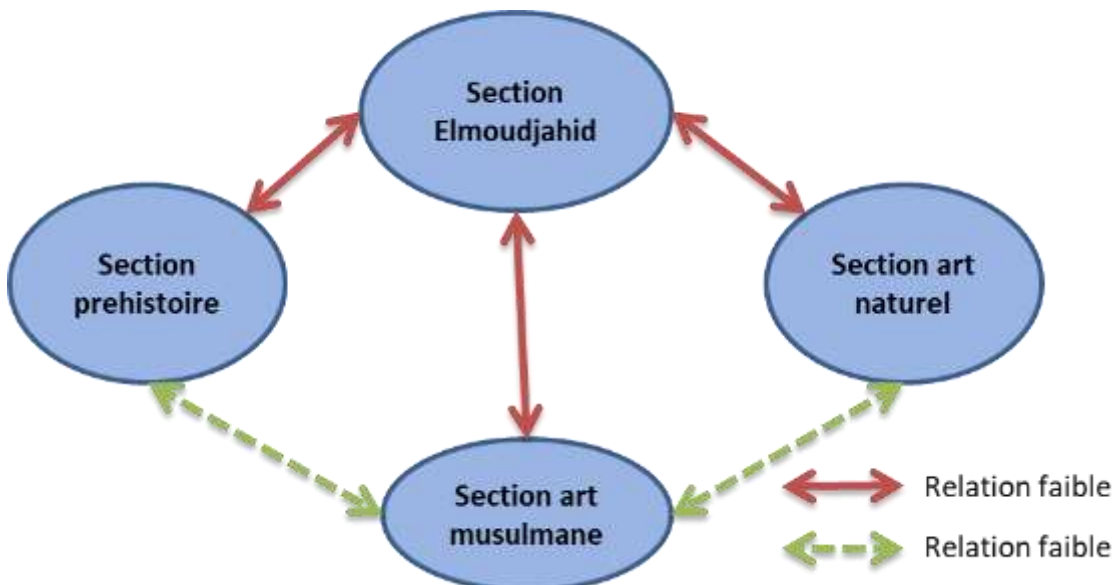 Section
Elmoudjahid
Section
prehistoire
Section art
naturel
Section art
musulmane
Relation faible
Relation faible